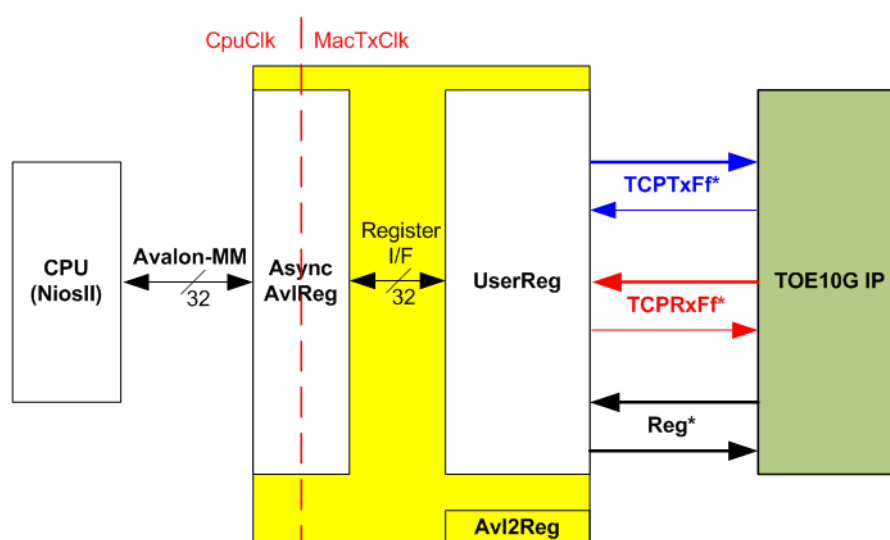 CpuClk
MacTxClk
CPU
(NiosII)
Avalon-MM
32
Async
AvlReg
Register
I/F
32
UserReg
TCPTxFf*
TCPRxFf*
Reg*
TOE10G IP
Avl2Reg